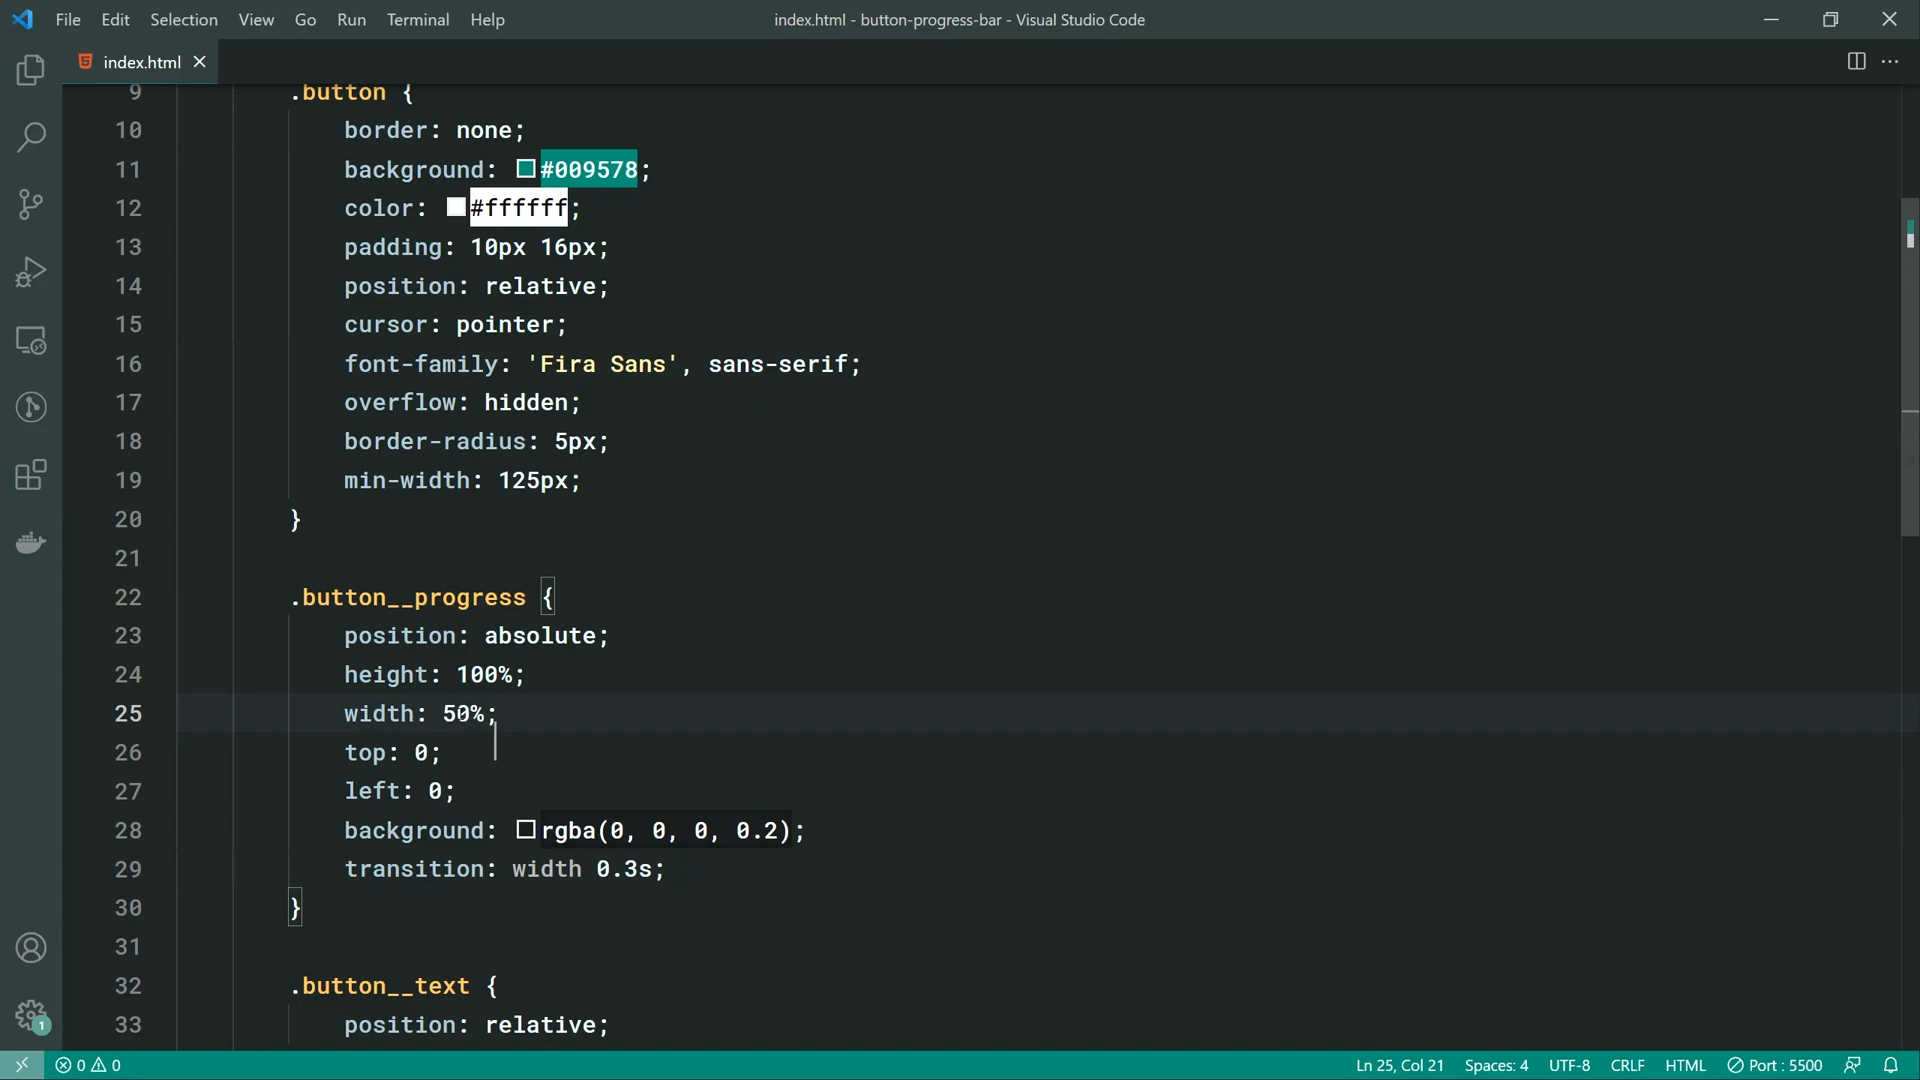 File Edit Selection View Go Run Terminal Help
index.html - button-progress-bar - Visual Studio Code
index.html
9 .button {
10 border: none;
11 background: #009578;
12 color: #ffffff;
13 padding: 10px 16px;
14 position: relative;
15 cursor: pointer;
16 font-family: 'Fira Sans', sans-serif;
17 overflow: hidden;
18 border-radius: 5px;
19 min-width: 125px;
20 }
21
22 .button__progress {
23 position: absolute;
24 height: 100%;
25 width: 50%;
26 top: 0;
27 left: 0;
28 background: rgba(0, 0, 0, 0.2);
29 transition: width 0.3s;
30 }
31
32 .button__text {
33 position: relative;
1
0 0 Ln 25, Col 21 Spaces: 4 UTF-8 CRLF HTML Port : 5500